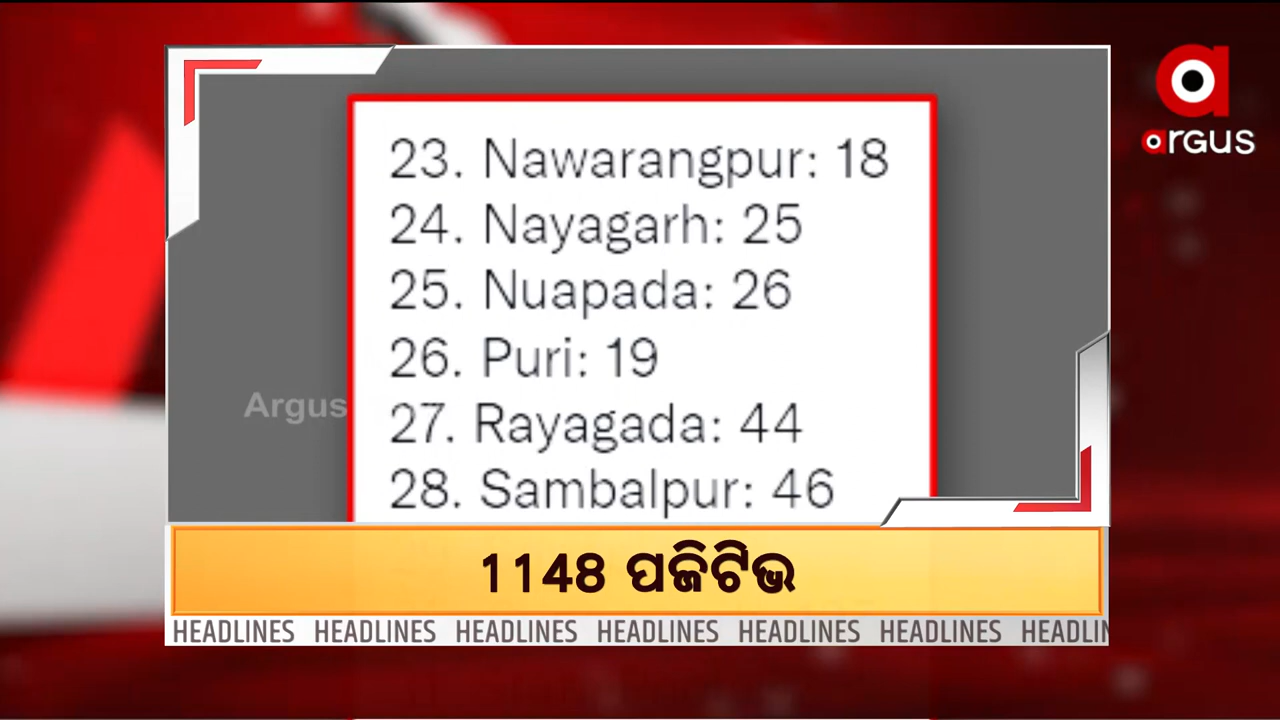 argus
23. Nawarangpur: 18
24. Nayagarh: 25
25. Nuapada: 26
26. Puri: 19
27. Rayagada: 44
28. Sambalpur: 46
Argus
1148 ପଜିଟିଭ
HEADLINES HEADLINES HEADLINES HEADLINES HEADLINES HEADLINES HEADLIN